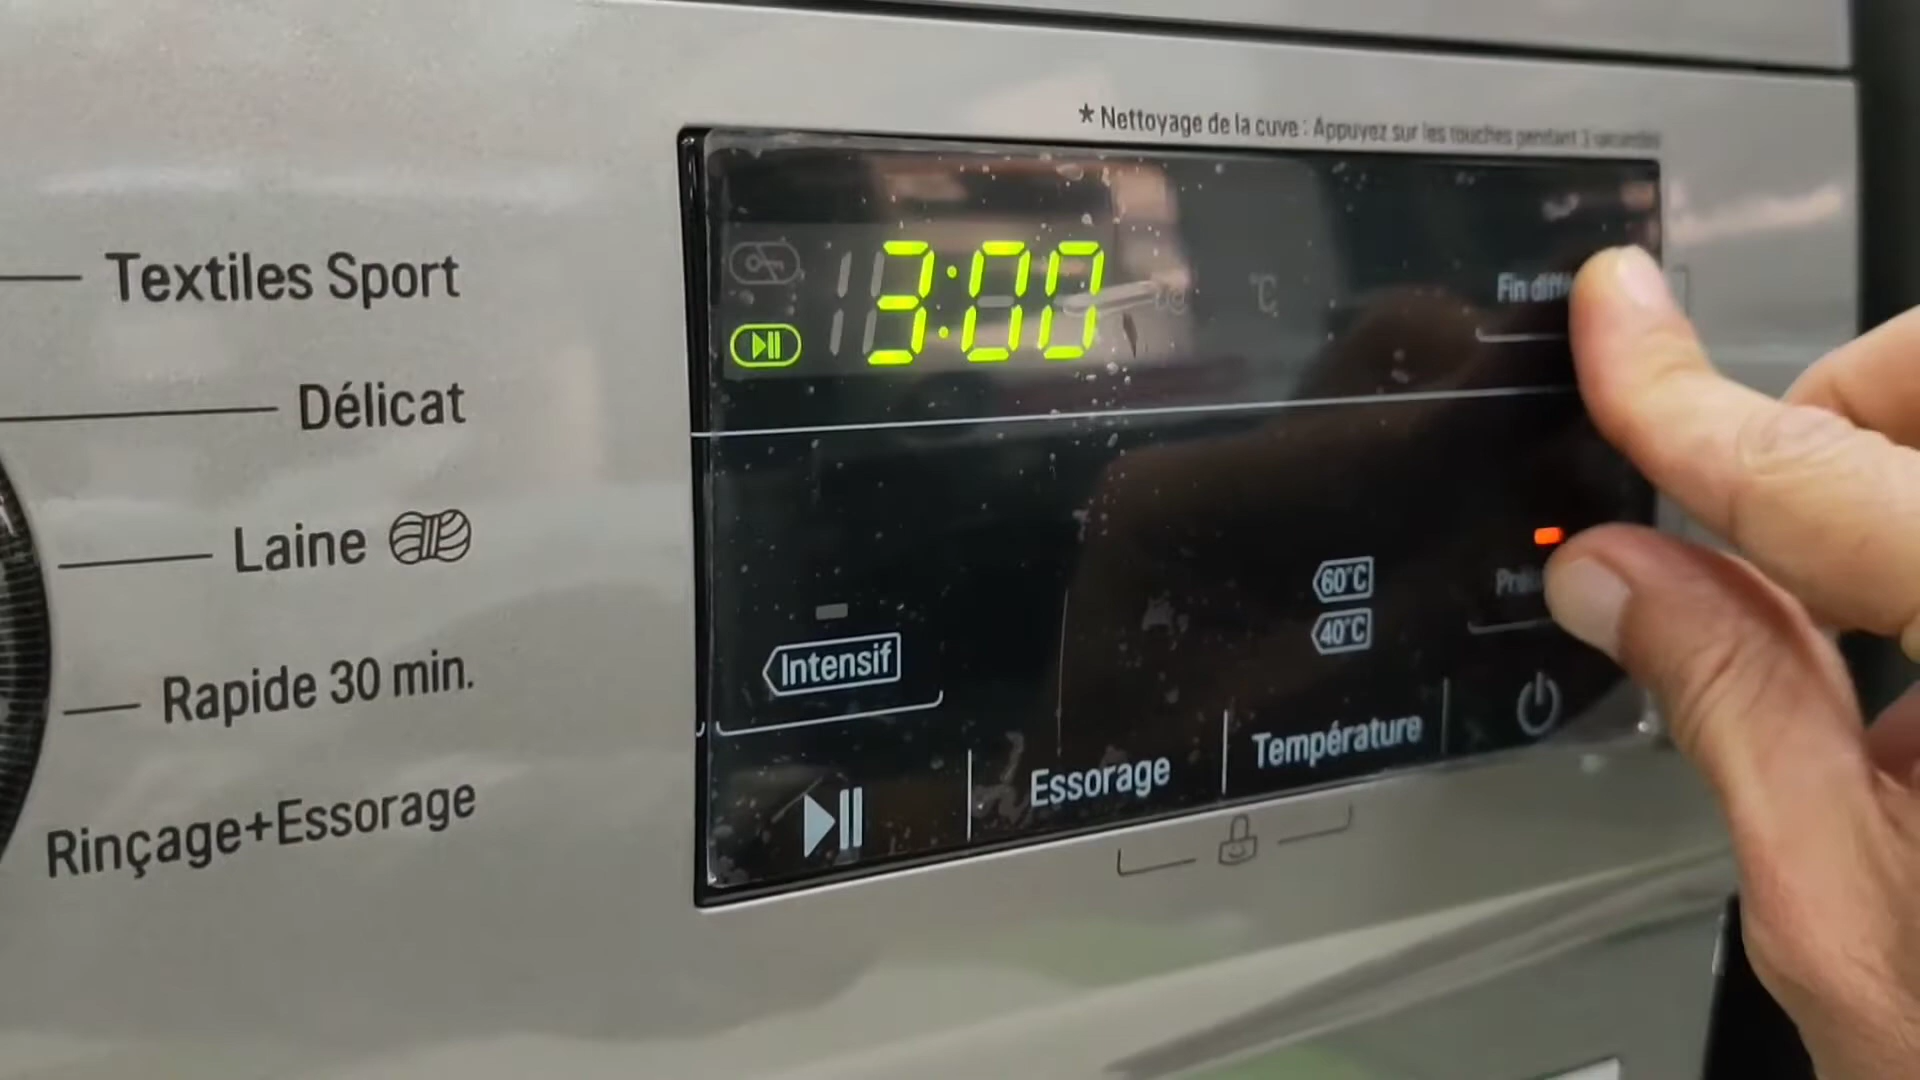 * Nettoyage de la cuve : Appuyez sur les touches pendant 3 secondes
Textiles Sport
Délicat
Laine
Rapide 30 min.
Rinçage+Essorage
3:00
°C
Fin
60°C
40°C
Intensif
Essorage
Température